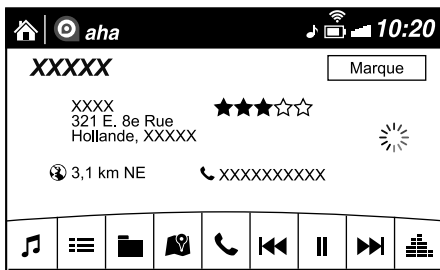 aha 10:20
XXXXX Marque
XXXX
321 E. 8e Rue
Hollande, XXXXX
3,1 km NE XXXXXXXXXX